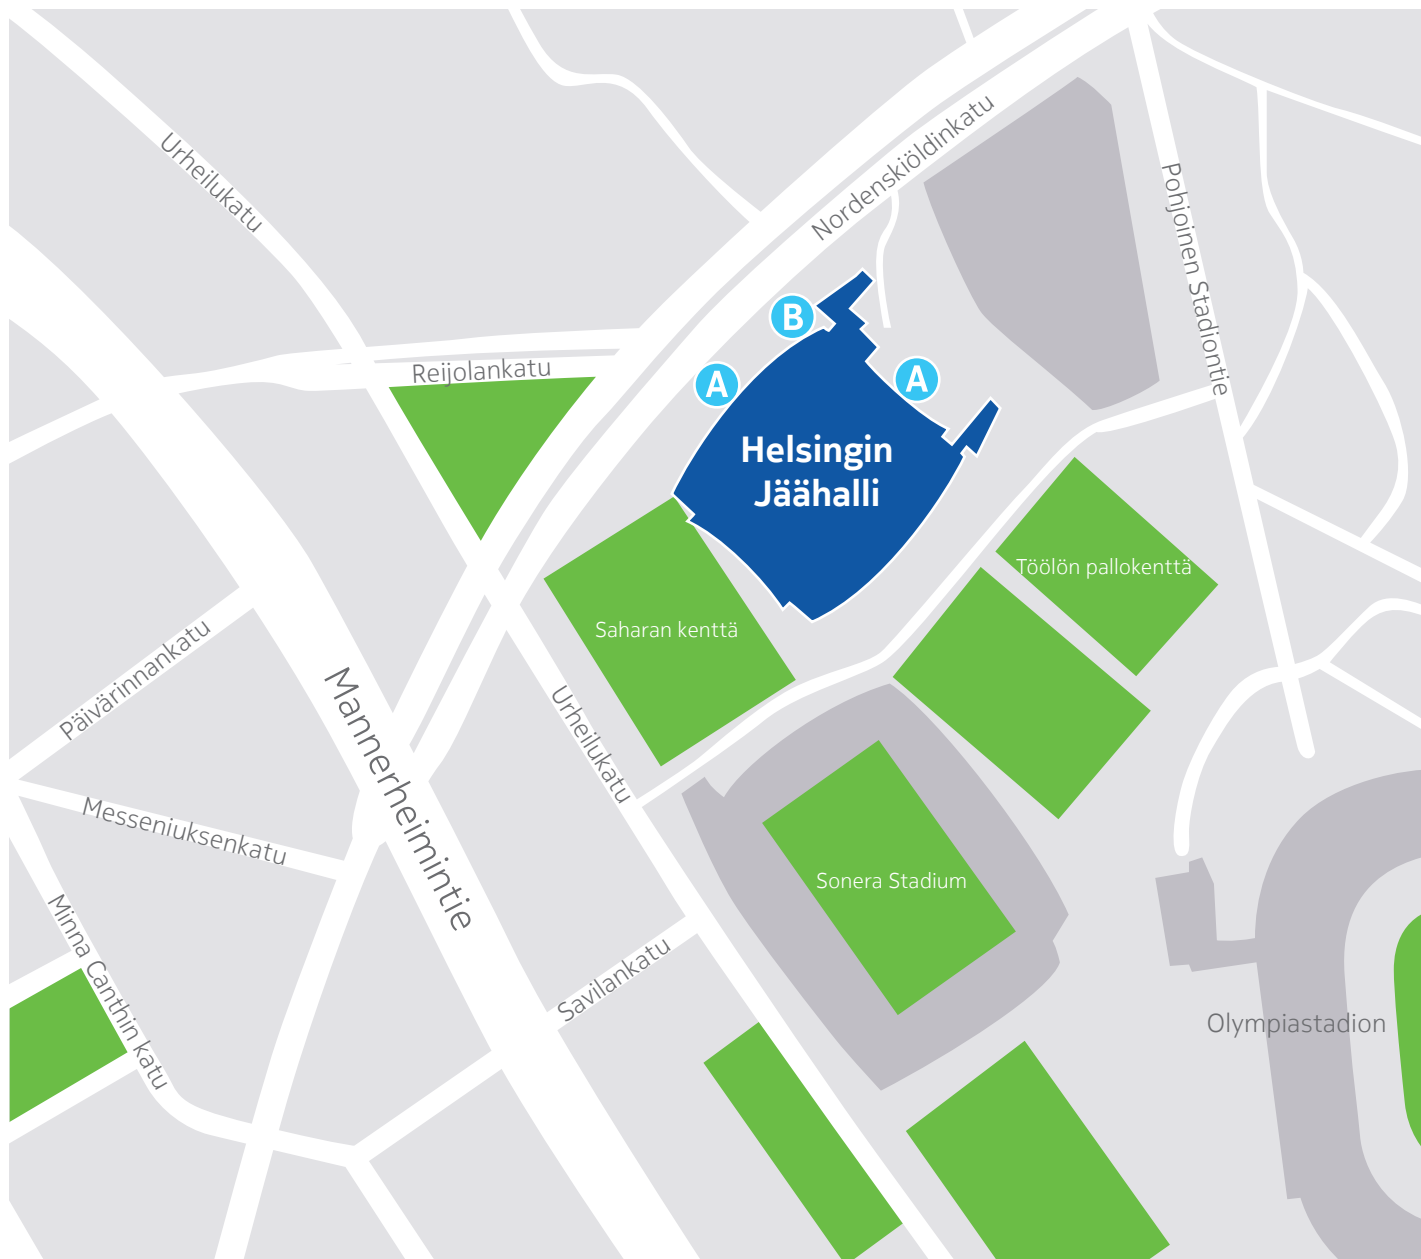 Urheilukatu
Nordenskiöldinkatu
Pohjoinen Stadiontie
B
A
A
Reijolankatu
Helsingin
Jäähalli
Töölön pallokenttä
Saharan kenttä
Päivärinnankatu
Mannerheimintie
Urheilukatu
Messeniuksenkatu
Sonera Stadium
Minna Canthin katu
Savilankatu
Olympiastadion